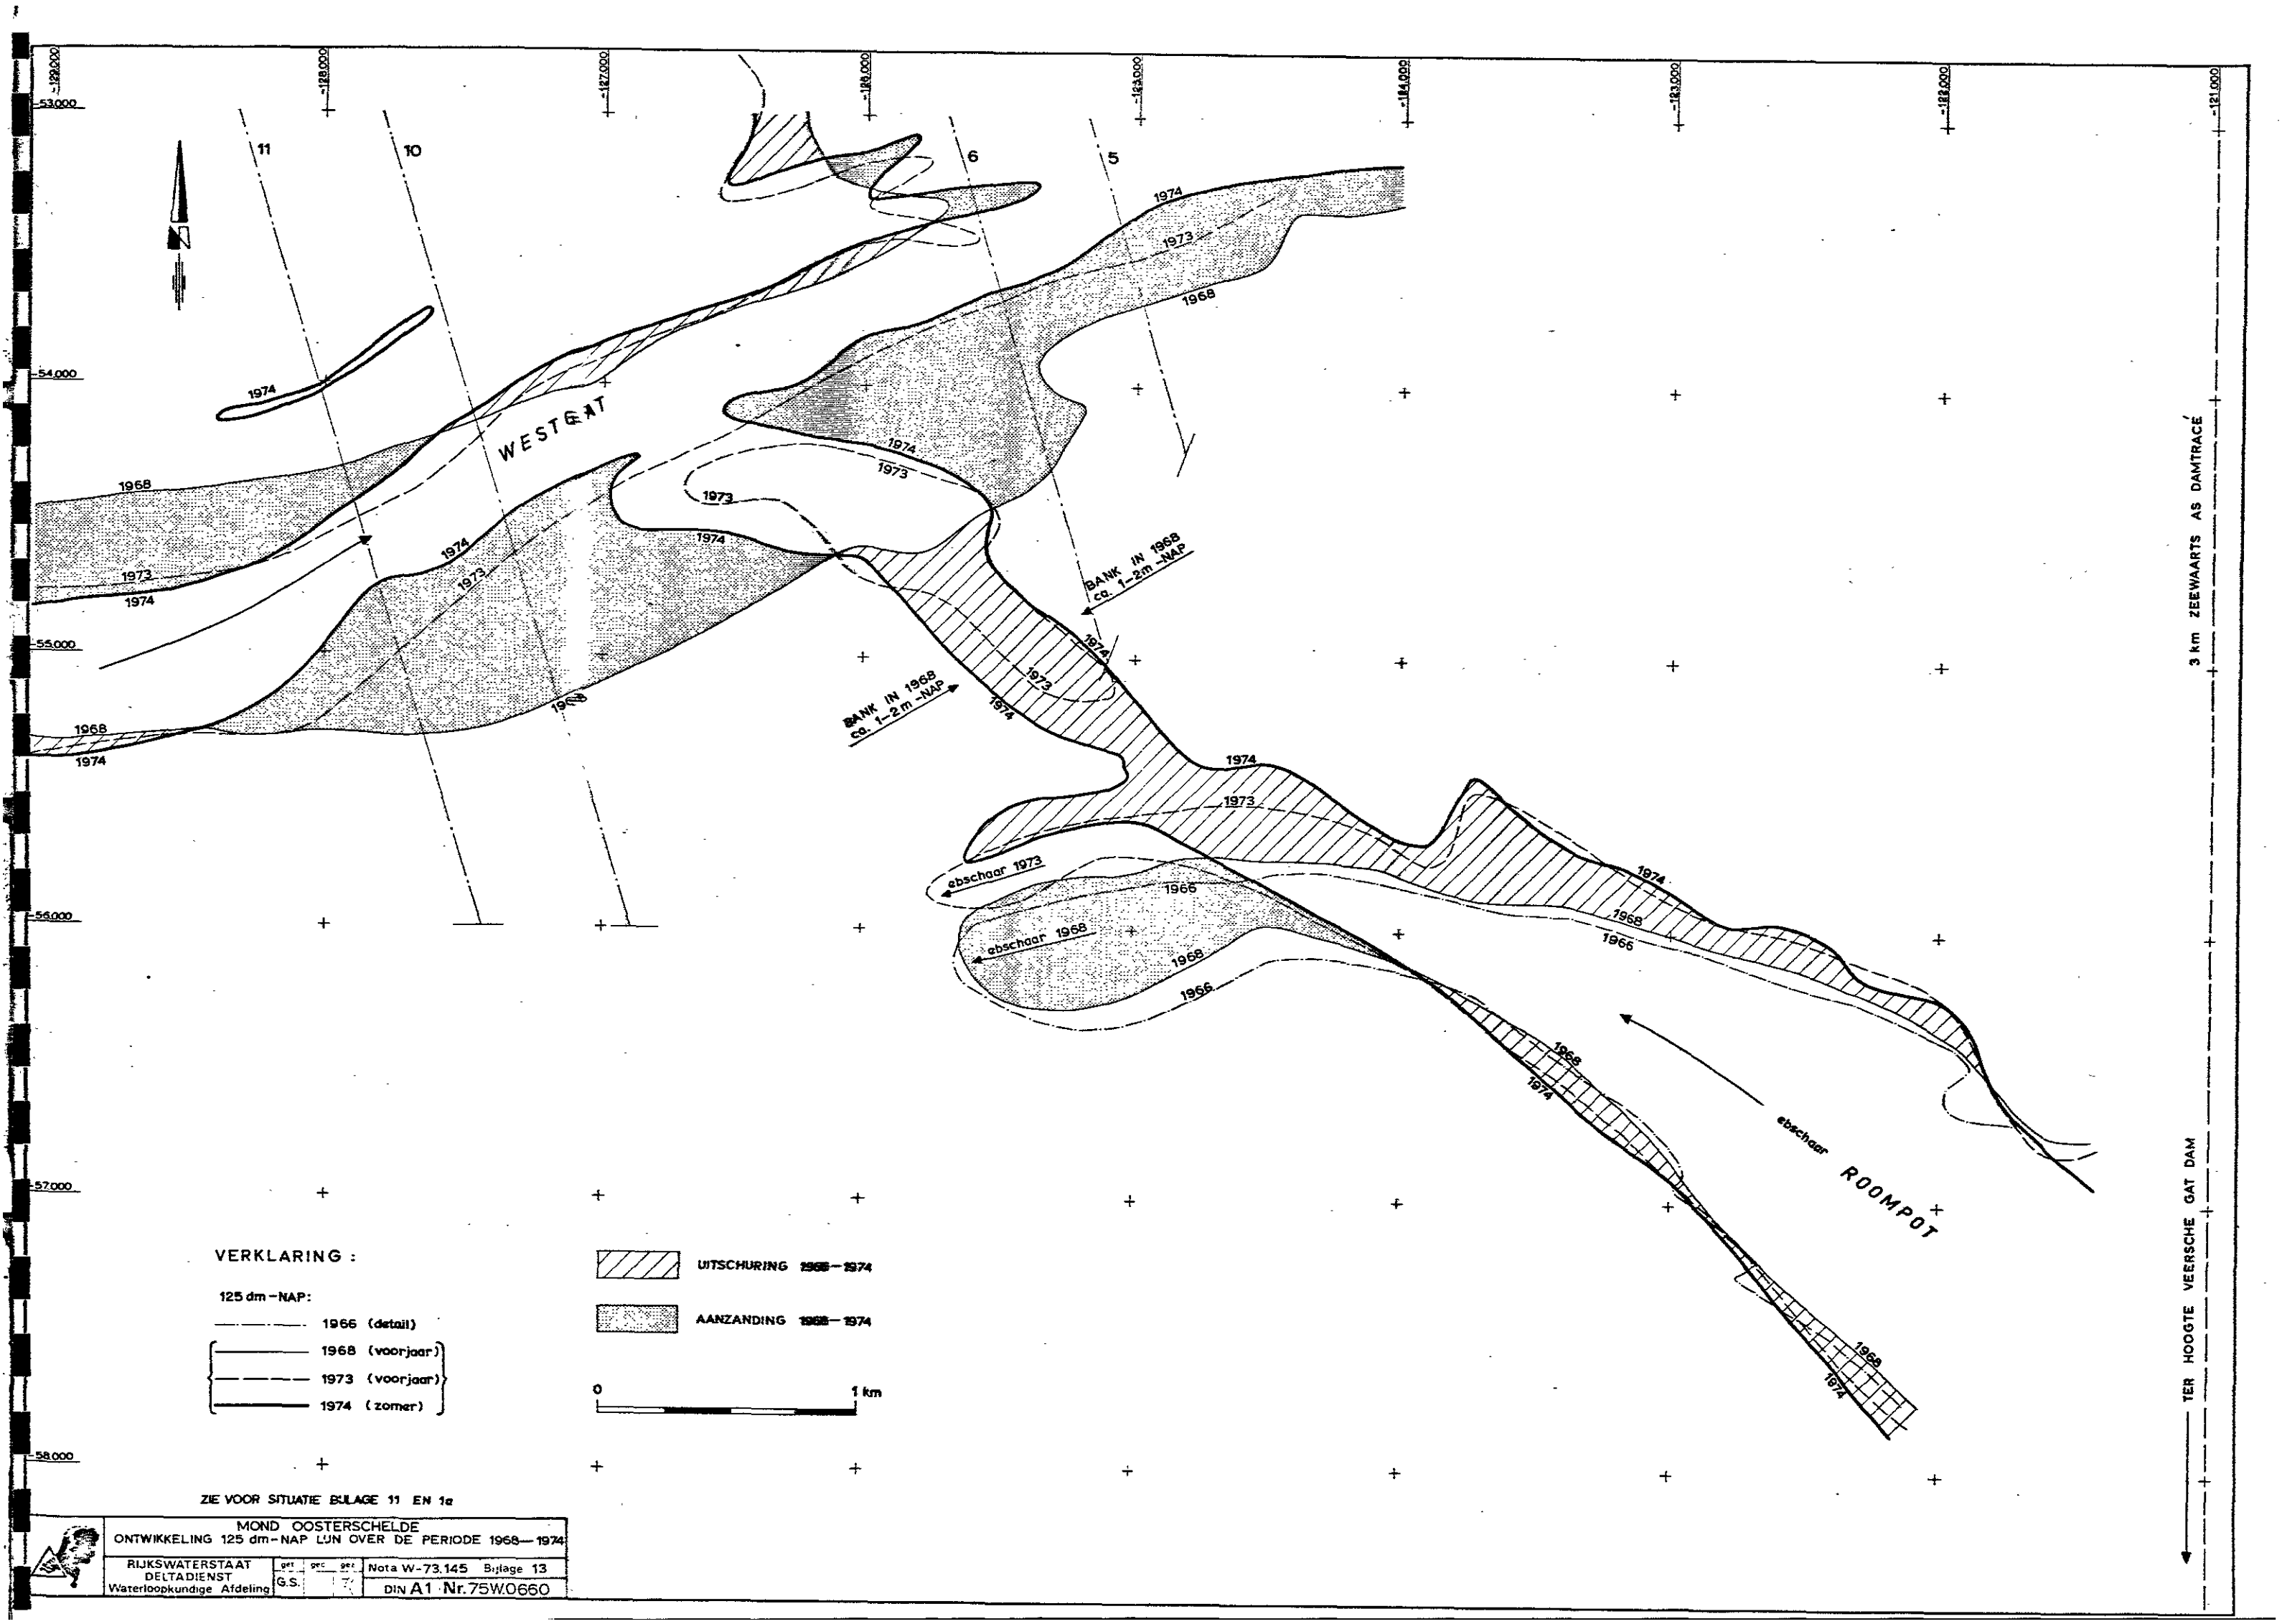 -129.000
-128.000
-127.000
-126.000
-125.000
-124.000
-123.000
-122.000
-121.000
-53.000
-54.000
-55.000
-56.000
-57.000
-58.000
11
10
6
5
1974
1973
1968
1974
WESTGAT
1974
1973
1973
1968
1973
1974
1974
1973
1974
1968
1968
1974
BANK IN 1968
ca. 1-2m -NAP
BANK IN 1968
ca. 1-2m -NAP
1974
1973
1974
1974
1973
ebschaar 1973
1966
ebschaar 1968
1968
1966
1974
1968
1966
1968
1974
ebschaar
ROOMPOT
1968
1974
3 km ZEEWAARTS AS DAMTRACÉ
TER HOOGTE VEERSCHE GAT DAM
VERKLARING :
125 dm-NAP:
1966 (detail)
1968 (voorjaar)
1973 (voorjaar)
1974 (zomer)
UITSCHURING 1968-1974
AANZANDING 1968-1974
0 1 km
ZIE VOOR SITUATIE BIJLAGE 11 EN 1a
MOND OOSTERSCHELDE
ONTWIKKELING 125 dm-NAP LIJN OVER DE PERIODE 1968-1974
RIJKSWATERSTAAT
DELTADIENST
Waterloopkundige Afdeling
get gec gez
G.S.
Nota W-73.145 Bijlage 13
DIN A1 Nr. 75W.0660